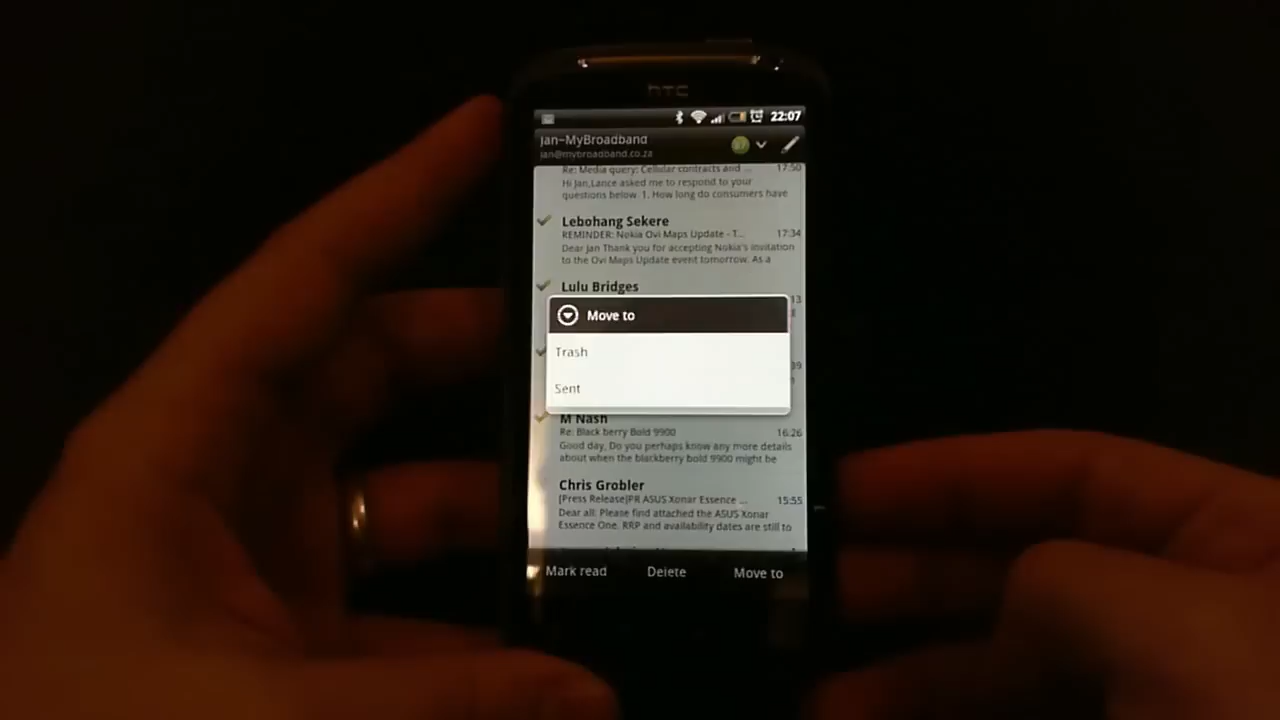 hTC
22:07
Jan-MyBroadband
jan@mybroadband.co.za
Re: Media query: Cellular contracts and ... 17:50
Hi Jan,Lance asked me to respond to your
questions below. 1. How long do consumers have
Lebohang Sekere
REMINDER: Nokia Ovi Maps Update - T... 17:34
Dear Jan Thank you for accepting Nokia's invitation
to the Ovi Maps Update event tomorrow. As a
Lulu Bridges
13
Move to
Trash
39
Sent
M Nash
Re: Black berry Bold 9900 16:26
Good day, Do you perhaps know any more details
about when the blackberry bold 9900 might be
Chris Grobler
[Press Release]PR ASUS Xonar Essence ... 15:55
Dear all: Please find attached the ASUS Xonar
Essence One. RRP and availability dates are still to
Mark read Delete Move to